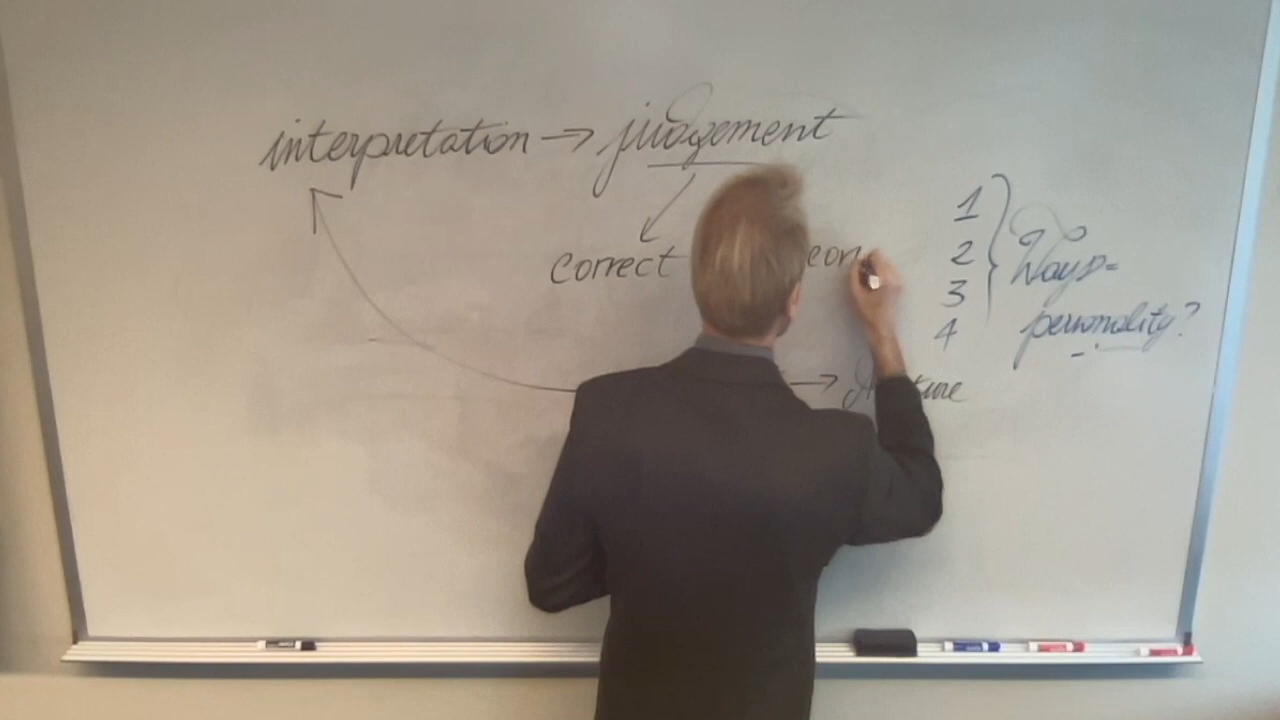 interpretation → judgement
correct
1
2
3
4
Ways =
personality?
→